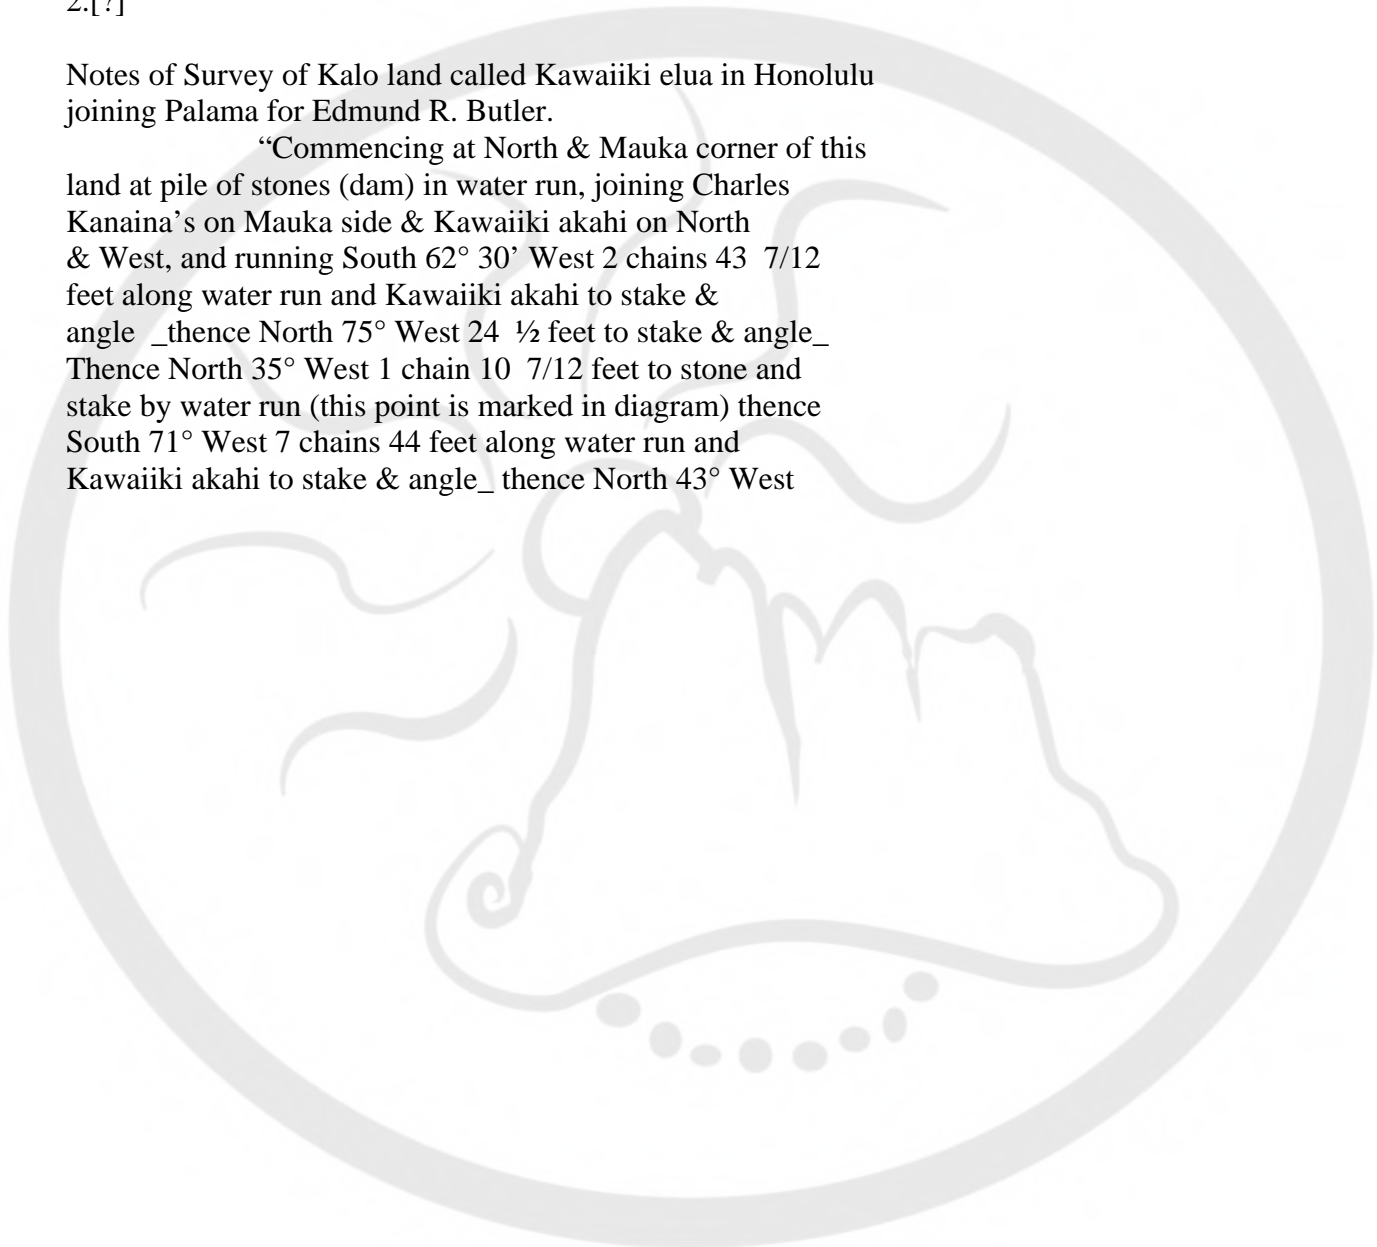 2.[?]
Notes of Survey of Kalo land called Kawaiiki elua in Honolulu
joining Palama for Edmund R. Butler.
“Commencing at North & Mauka corner of this
land at pile of stones (dam) in water run, joining Charles
Kanaina’s on Mauka side & Kawaiiki akahi on North
& West, and running South 62° 30’ West 2 chains 43  7/12
feet along water run and Kawaiiki akahi to stake &
angle  _thence North 75° West 24  ½ feet to stake & angle_
Thence North 35° West 1 chain 10  7/12 feet to stone and
stake by water run (this point is marked in diagram) thence
South 71° West 7 chains 44 feet along water run and
Kawaiiki akahi to stake & angle_ thence North 43° West